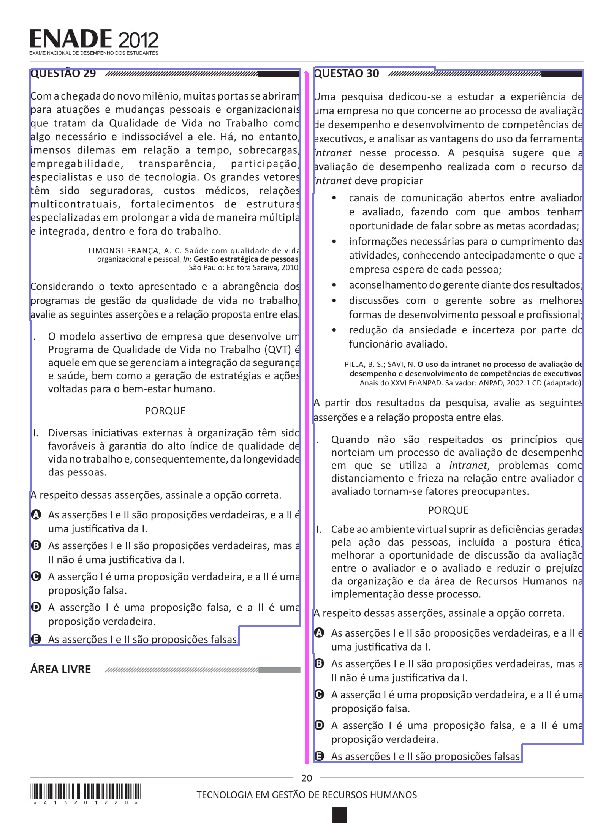 ENADE 2012
EXAME NACIONAL DE DESEMPENHO DOS ESTUDANTES
QUESTÃO 29
Com a chegada do novo milênio, muitas portas se abriram
para atuações e mudanças pessoais e organizacionais
que tratam da Qualidade de Vida no Trabalho como
algo necessário e indissociável a ele. Há, no entanto,
imensos dilemas em relação a tempo, sobrecargas,
empregabilidade, transparência, participação,
especialistas e uso de tecnologia. Os grandes vetores
têm sido seguradoras, custos médicos, relações
multicontratuais, fortalecimentos de estruturas
especializadas em prolongar a vida de maneira múltipla
e integrada, dentro e fora do trabalho.
LIMONGI-FRANÇA, A. C. Saúde com qualidade de vida
organizacional e pessoal. In: Gestão estratégica de pessoas.
São Paulo: Editora Saraiva, 2010.
Considerando o texto apresentado e a abrangência dos
programas de gestão da qualidade de vida no trabalho,
avalie as seguintes asserções e a relação proposta entre elas.
I. O modelo assertivo de empresa que desenvolve um
Programa de Qualidade de Vida no Trabalho (QVT) é
aquele em que se gerenciam a integração da segurança
e saúde, bem como a geração de estratégias e ações
voltadas para o bem-estar humano.
PORQUE
II. Diversas iniciativas externas à organização têm sido
favoráveis à garantia do alto índice de qualidade de
vida no trabalho e, consequentemente, da longevidade
das pessoas.
A respeito dessas asserções, assinale a opção correta.
A As asserções I e II são proposições verdadeiras, e a II é
uma justificativa da I.
B As asserções I e II são proposições verdadeiras, mas a
II não é uma justificativa da I.
C A asserção I é uma proposição verdadeira, e a II é uma
proposição falsa.
D A asserção I é uma proposição falsa, e a II é uma
proposição verdadeira.
E As asserções I e II são proposições falsas.
ÁREA LIVRE
QUESTÃO 30
Uma pesquisa dedicou-se a estudar a experiência de
uma empresa no que concerne ao processo de avaliação
de desempenho e desenvolvimento de competências de
executivos, e analisar as vantagens do uso da ferramenta
intranet nesse processo. A pesquisa sugere que a
avaliação de desempenho realizada com o recurso da
intranet deve propiciar
• canais de comunicação abertos entre avaliador
e avaliado, fazendo com que ambos tenham
oportunidade de falar sobre as metas acordadas;
• informações necessárias para o cumprimento das
atividades, conhecendo antecipadamente o que a
empresa espera de cada pessoa;
• aconselhamento do gerente diante dos resultados;
• discussões com o gerente sobre as melhores
formas de desenvolvimento pessoal e profissional;
• redução da ansiedade e incerteza por parte do
funcionário avaliado.
PILLA, B. S.; SAVI, N. O uso da intranet no processo de avaliação de
desempenho e desenvolvimento de competências de executivos.
Anais do XXVI EnANPAD. Salvador: ANPAD, 2002.1 CD (adaptado).
A partir dos resultados da pesquisa, avalie as seguintes
asserções e a relação proposta entre elas.
I. Quando não são respeitados os princípios que
norteiam um processo de avaliação de desempenho
em que se utiliza a intranet, problemas como
distanciamento e frieza na relação entre avaliador e
avaliado tornam-se fatores preocupantes.
PORQUE
II. Cabe ao ambiente virtual suprir as deficiências geradas
pela ação das pessoas, incluída a postura ética,
melhorar a oportunidade de discussão da avaliação
entre o avaliador e o avaliado e reduzir o prejuízo
da organização e da área de Recursos Humanos na
implementação desse processo.
A respeito dessas asserções, assinale a opção correta.
A As asserções I e II são proposições verdadeiras, e a II é
uma justificativa da I.
B As asserções I e II são proposições verdadeiras, mas a
II não é uma justificativa da I.
C A asserção I é uma proposição verdadeira, e a II é uma
proposição falsa.
D A asserção I é uma proposição falsa, e a II é uma
proposição verdadeira.
E As asserções I e II são proposições falsas.
20
TECNOLOGIA EM GESTÃO DE RECURSOS HUMANOS